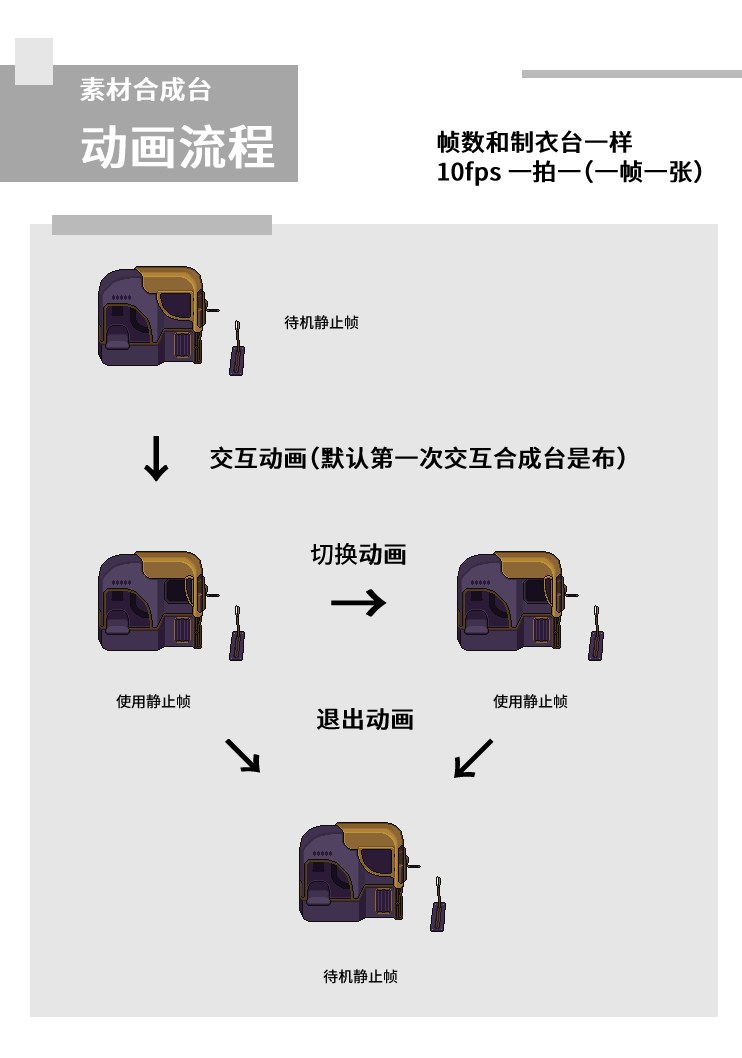 素材合成台
动画流程
帧数和制衣台一样
10fps 一拍一（一帧一张）
待机静止帧
交互动画（默认第一次交互合成台是布）
切换动画
使用静止帧
使用静止帧
退出动画
待机静止帧